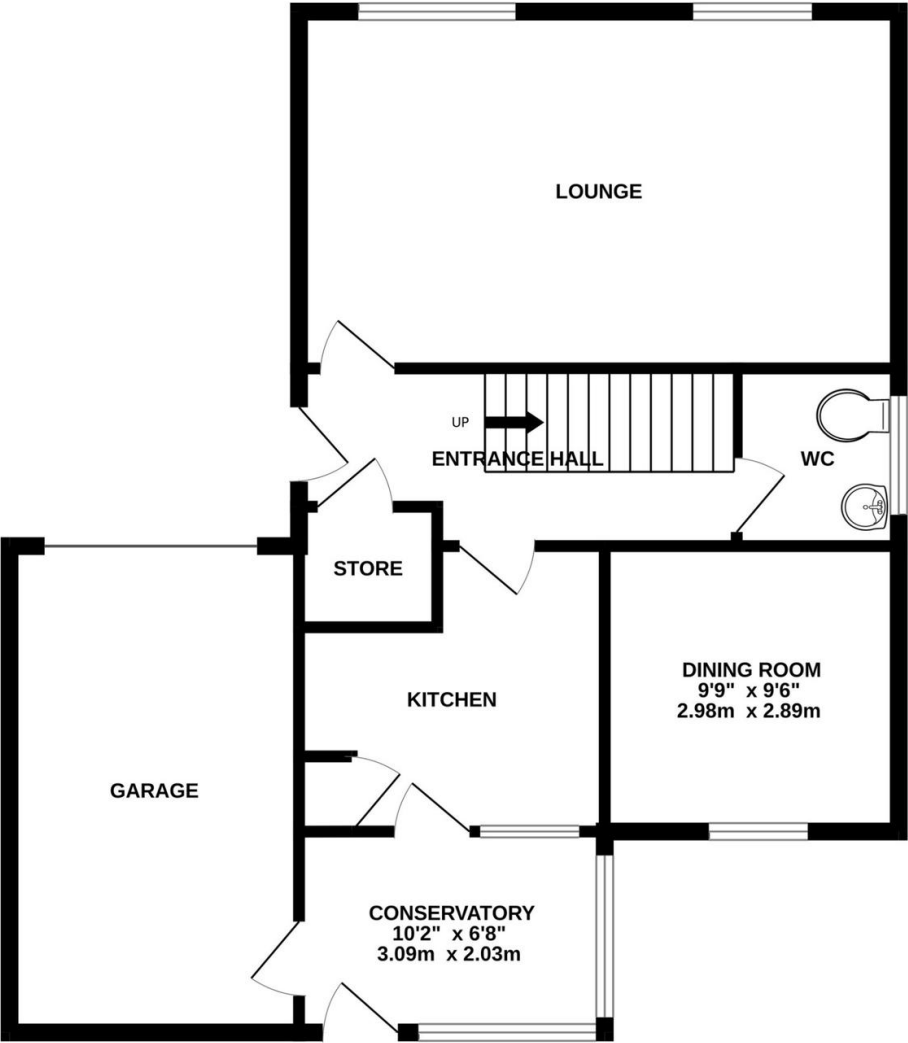 LOUNGE
UP
ENTRANCE HALL
WC
STORE
DINING ROOM
9'9" x 9'6"
2.98m x 2.89m
KITCHEN
GARAGE
CONSERVATORY
10'2" x 6'8"
3.09m x 2.03m